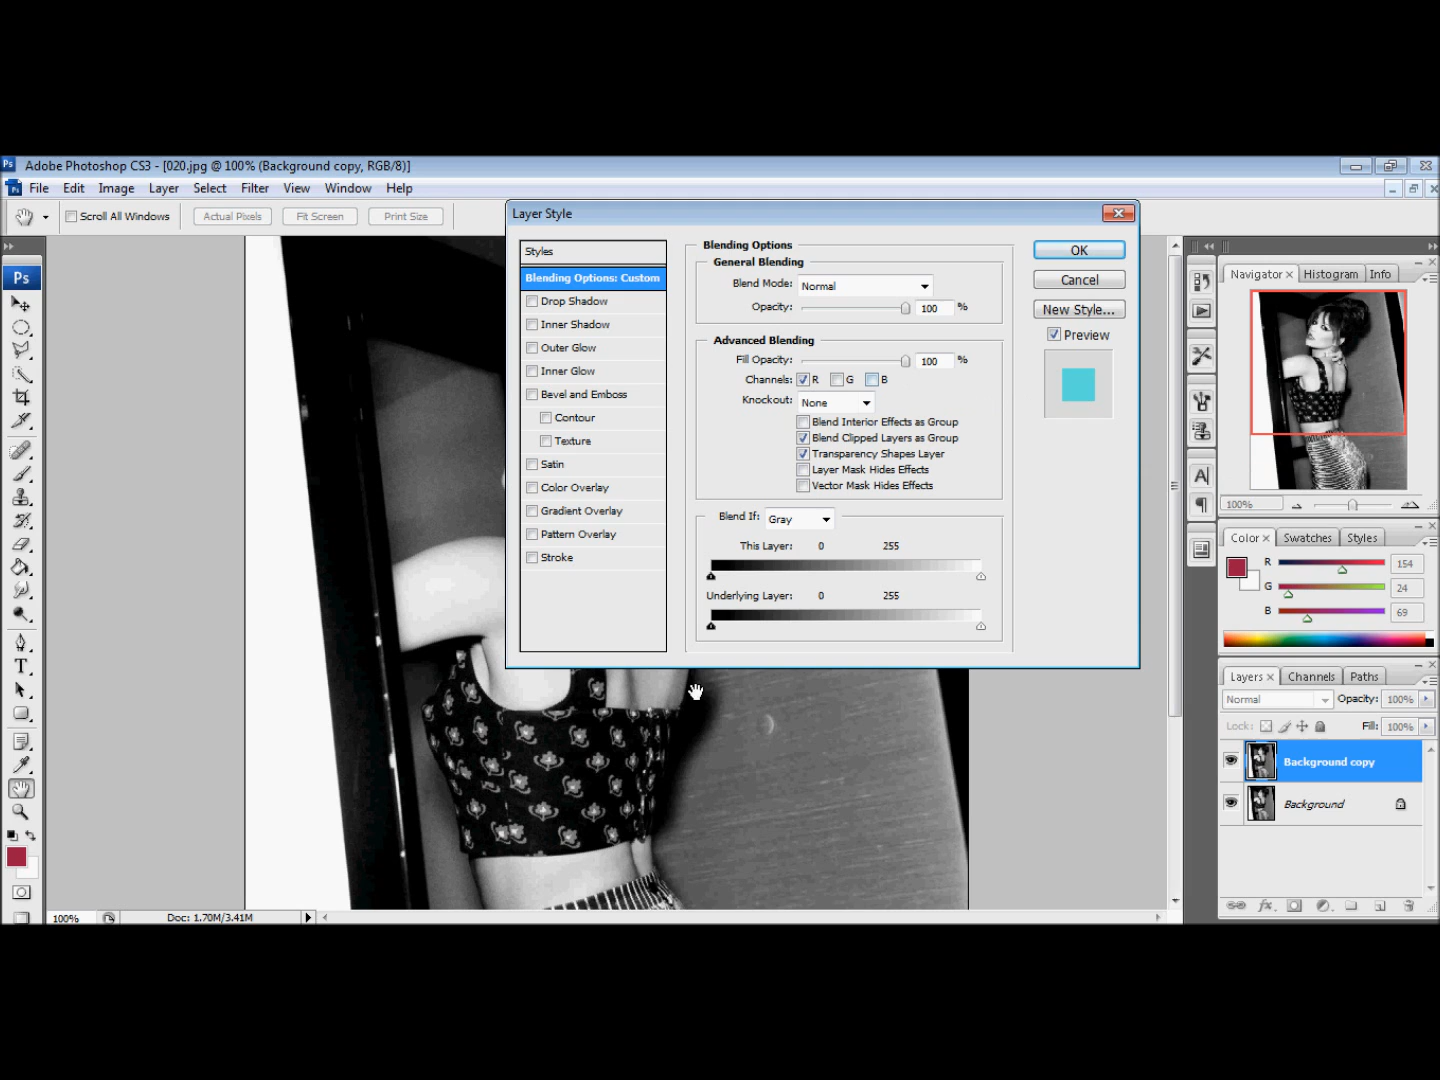 Adobe Photoshop CS3 - [020.jpg @ 100% (Background copy, RGB/8)]
File Edit Image Layer Select Filter View Window Help
Scroll All Windows Actual Pixels Fit Screen Print Size
Layer Style
Styles
Blending Options: Custom
Drop Shadow
Inner Shadow
Outer Glow
Inner Glow
Bevel and Emboss
Contour
Texture
Satin
Color Overlay
Gradient Overlay
Pattern Overlay
Stroke
Blending Options
General Blending
Blend Mode: Normal
Opacity: 100 %
Advanced Blending
Fill Opacity: 100 %
Channels: R G B
Knockout: None
Blend Interior Effects as Group
Blend Clipped Layers as Group
Transparency Shapes Layer
Layer Mask Hides Effects
Vector Mask Hides Effects
Blend If: Gray
This Layer: 0 255
Underlying Layer: 0 255
OK
Cancel
New Style...
Preview
Ps
Navigator Histogram Info
100%
Color Swatches Styles
R 154
G 24
B 69
Layers Channels Paths
Normal Opacity: 100%
Lock: Fill: 100%
Background copy
Background
100% Doc: 1.70M/3.41M